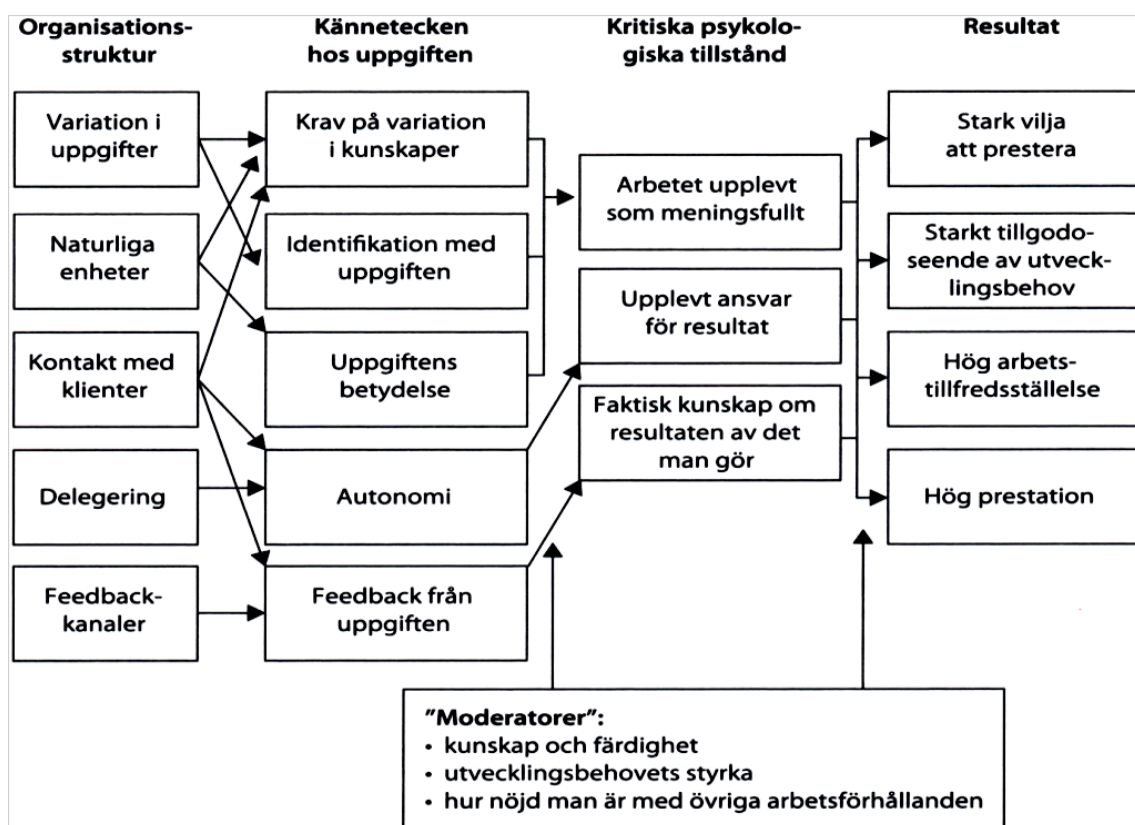 Organisations-
struktur
Kännetecken
hos uppgiften
Kritiska psykolo-
giska tillstånd
Resultat
Variation i
uppgifter
Naturliga
enheter
Kontakt med
klienter
Delegering
Feedback-
kanaler
Krav på variation
i kunskaper
Identifikation med
uppgiften
Uppgiftens
betydelse
Autonomi
Feedback från
uppgiften
Arbetet upplevt
som meningsfullt
Upplevt ansvar
för resultat
Faktisk kunskap om
resultaten av det
man gör
Stark vilja
att prestera
Starkt tillgodo-
seende av utveck-
lingsbehov
Hög arbets-
tillfredsställelse
Hög prestation
”Moderatorer”:
• kunskap och färdighet
• utvecklingsbehovets styrka
• hur nöjd man är med övriga arbetsförhållanden